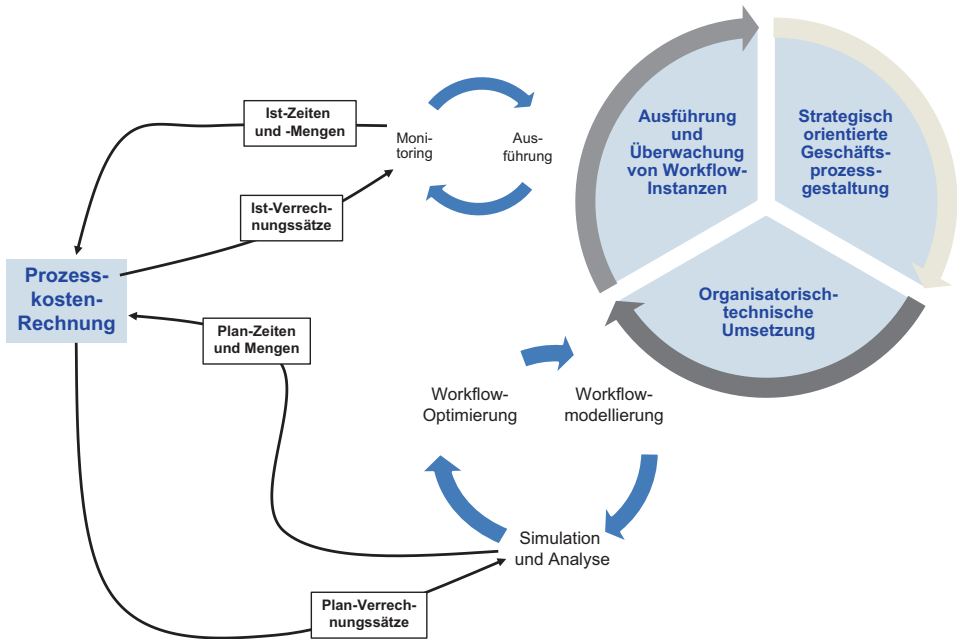 Ist-Zeiten
und -Mengen
Moni-
toring
Aus-
führung
Ist-Verrech-
nungssätze
Ausführung
und
Überwachung
von Workflow-
Instanzen
Strategisch
orientierte
Geschäfts-
prozess-
gestaltung
Organisatorisch-
technische
Umsetzung
Prozess-
kosten-
Rechnung
Plan-Zeiten
und Mengen
Workflow-
Optimierung
Workflow-
modellierung
Simulation
und Analyse
Plan-Verrech-
nungssätze